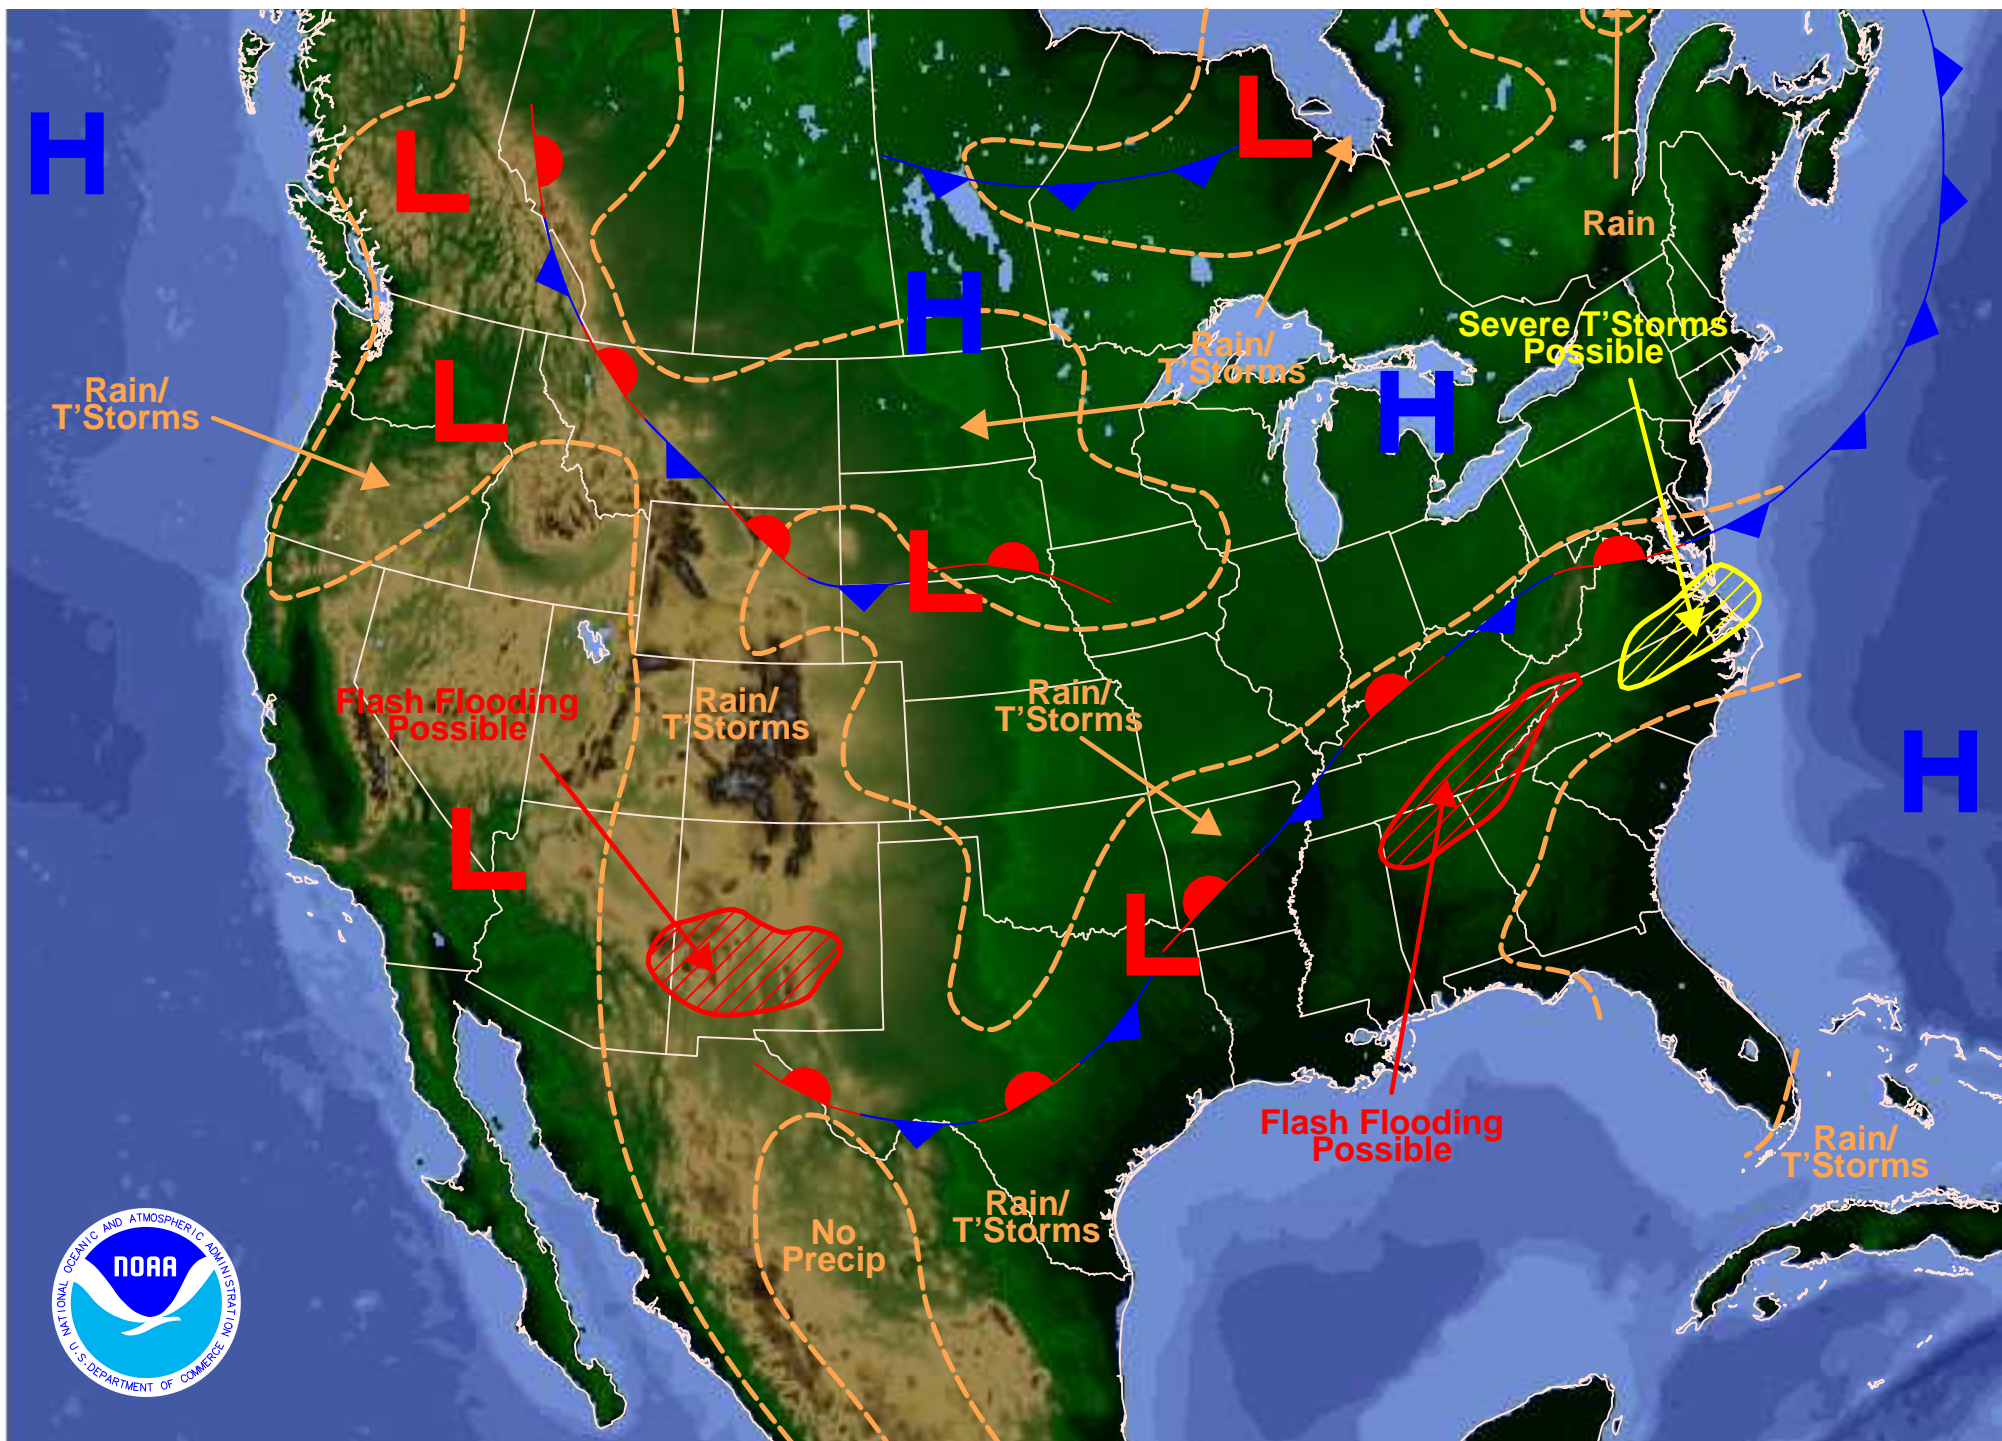 H
L
L
Rain
H
Severe T'Storms
Possible
Rain/
T'Storms
Rain/
T'Storms
L
H
L
Flash Flooding
Possible
Rain/
T'Storms
Rain/
T'Storms
H
L
L
Flash Flooding
Possible
Rain/
T'Storms
Rain/
T'Storms
No
Precip
NATIONAL OCEANIC AND ATMOSPHERIC ADMINISTRATION
NOAA
U.S. DEPARTMENT OF COMMERCE